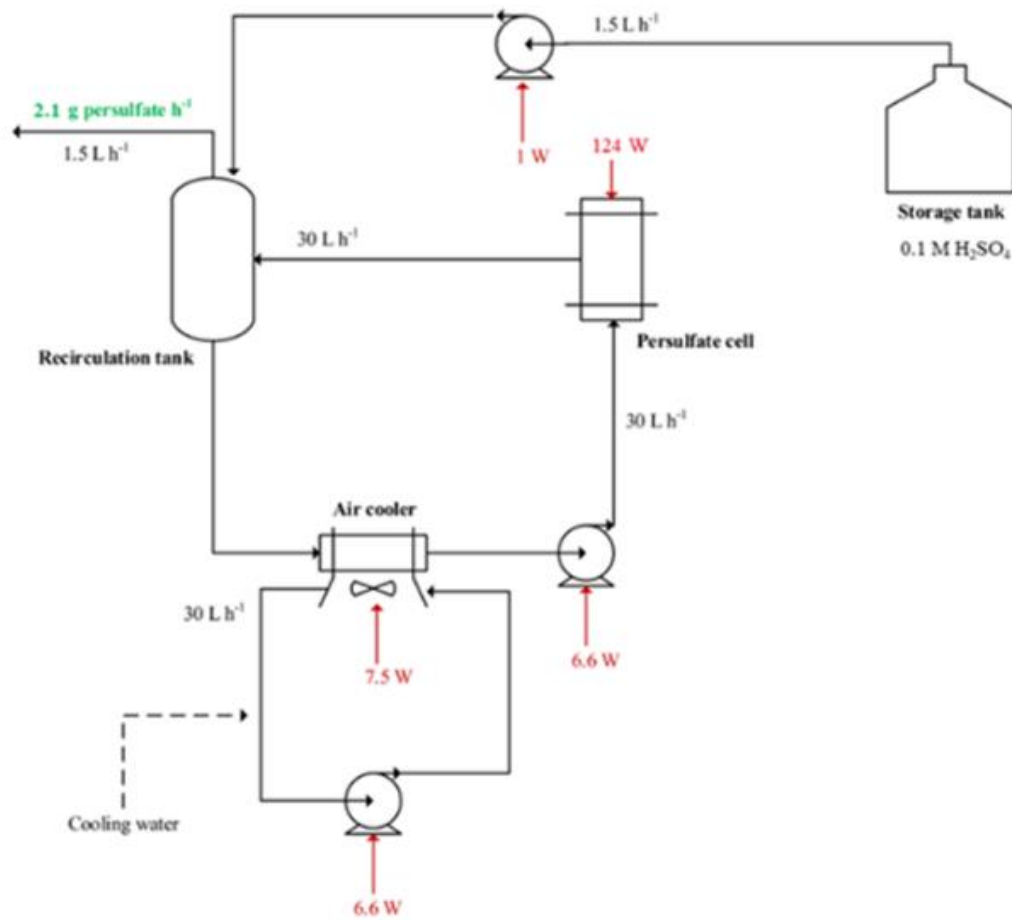 1.5 L h⁻¹
2.1 g persulfate h⁻¹
1.5 L h⁻¹
1 W
124 W
Storage tank
0.1 M H₂SO₄
30 L h⁻¹
Persulfate cell
Recirculation tank
30 L h⁻¹
Air cooler
30 L h⁻¹
7.5 W
6.6 W
Cooling water
6.6 W